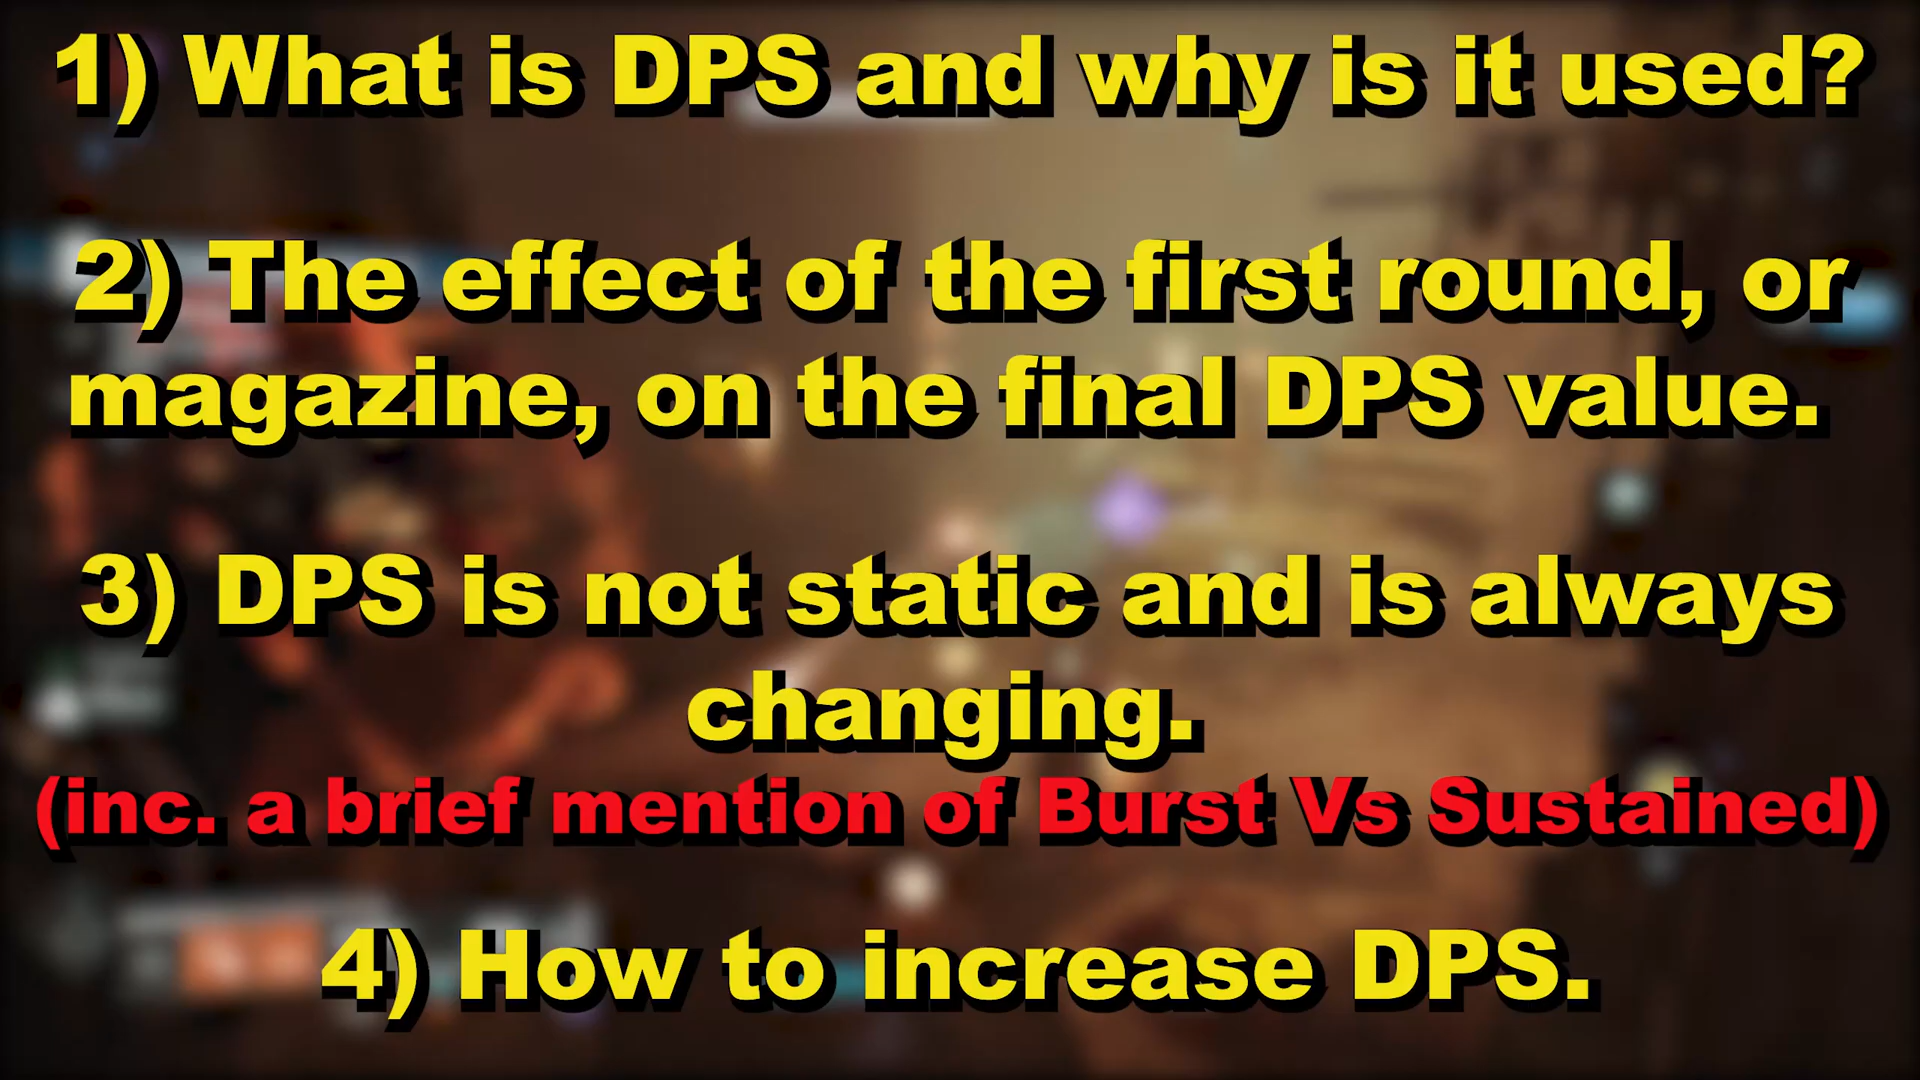 1) What is DPS and why is it used?
2) The effect of the first round, or
magazine, on the final DPS value.
3) DPS is not static and is always
changing.
(inc. a brief mention of Burst Vs Sustained)
4) How to increase DPS.